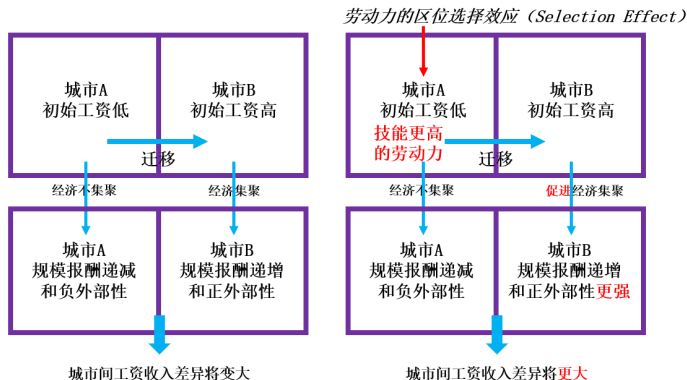 劳动力的区位选择效应（Selection Effect）
城市A
初始工资低
城市B
初始工资高
迁移
经济不集聚
经济集聚
城市A
规模报酬递减
和负外部性
城市B
规模报酬递增
和正外部性
城市间工资收入差异将变大
城市A
初始工资低
技能更高
的劳动力
城市B
初始工资高
迁移
经济不集聚
促进经济集聚
城市A
规模报酬递减
和负外部性
城市B
规模报酬递增
和正外部性更强
城市间工资收入差异将更大